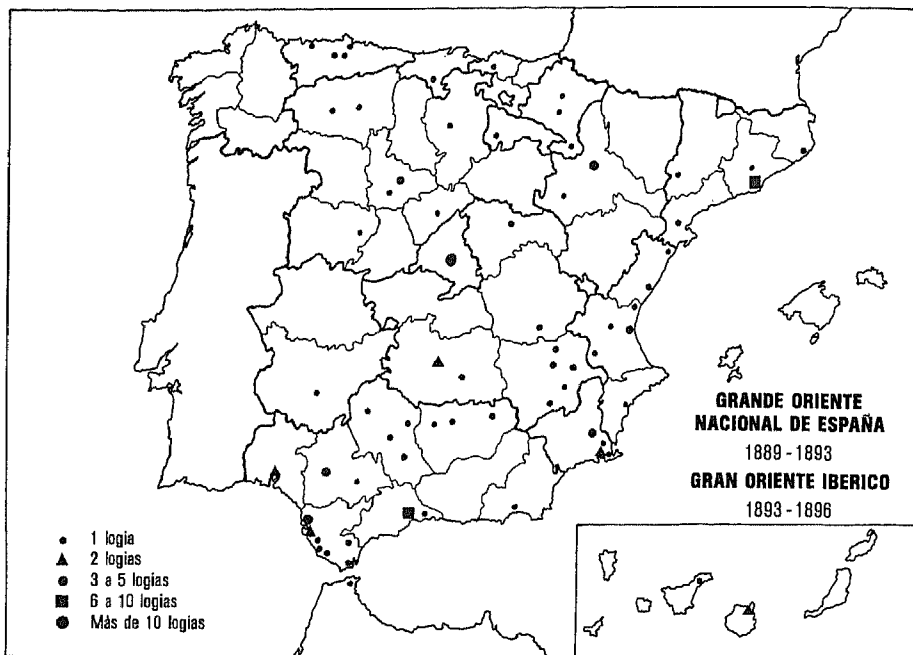 GRANDE ORIENTE
NACIONAL DE ESPAÑA
1889-1893
GRAN ORIENTE IBERICO
1893-1896
1 logia
2 logias
3 a 5 logias
6 a 10 logias
Más de 10 logias